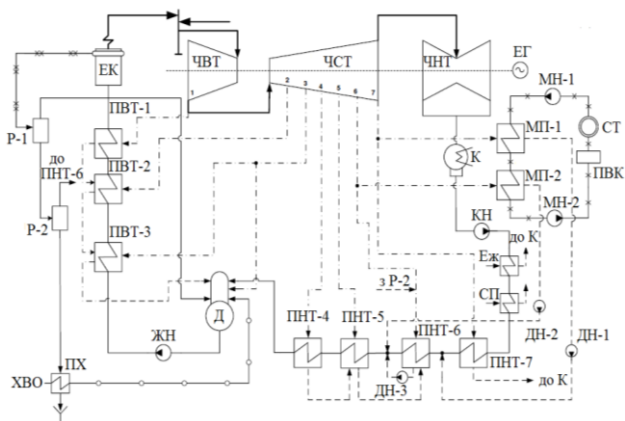 ЕК
ЧВТ
1
ЧСТ
2
3
4
5
6
7
ЧНТ
ЕГ
МН-1
МП-1
СТ
ПВК
МП-2
МН-2
Р-1
до
ПНТ-6
Р-2
ПВТ-1
ПВТ-2
ПВТ-3
К
КН
до К
Еж
СП
з Р-2
Д
ЖН
ПНТ-4
ПНТ-5
ПНТ-6
ПНТ-7
ДН-2
ДН-1
ДН-3
до К
ПХ
ХВО